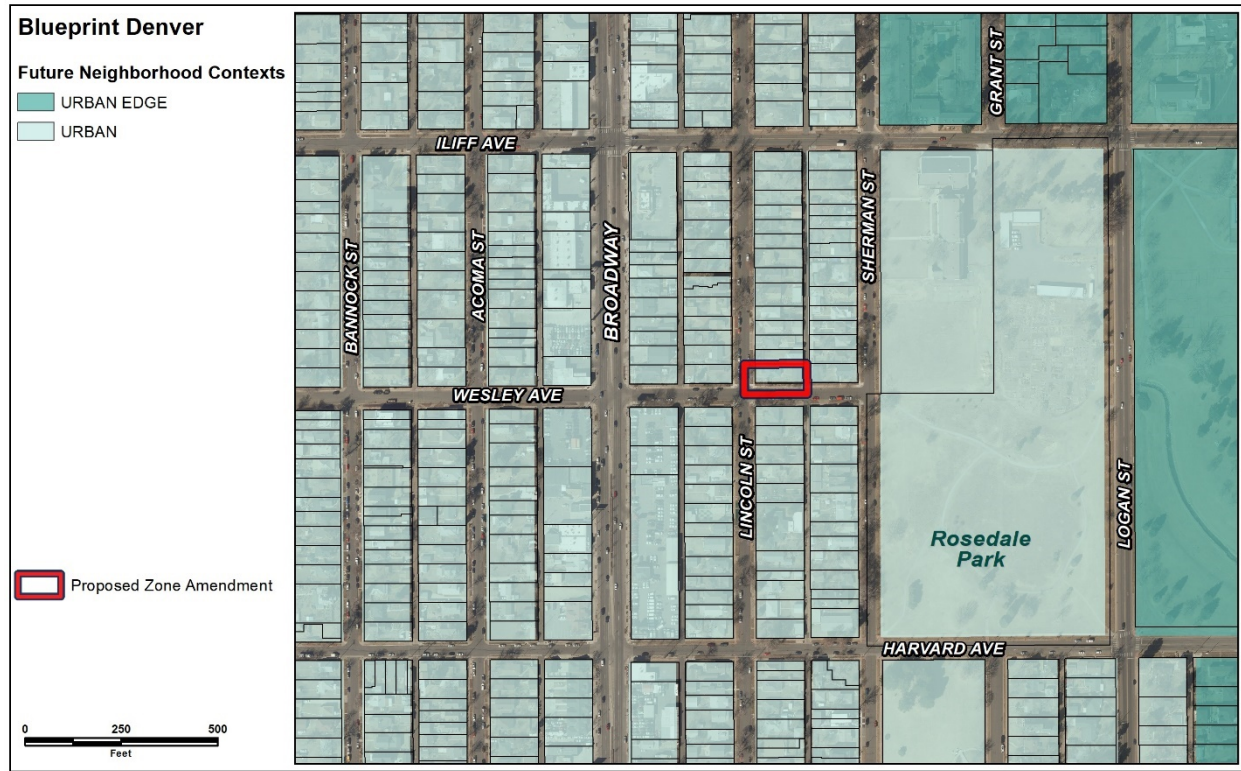 Blueprint Denver
Future Neighborhood Contexts
URBAN EDGE
URBAN
Proposed Zone Amendment
0 250 500
Feet
GRANT ST
ILIFF AVE
BANNOCK ST
ACOMA ST
BROADWAY
SHERMAN ST
WESLEY AVE
LINCOLN ST
LOGAN ST
Rosedale
Park
HARVARD AVE